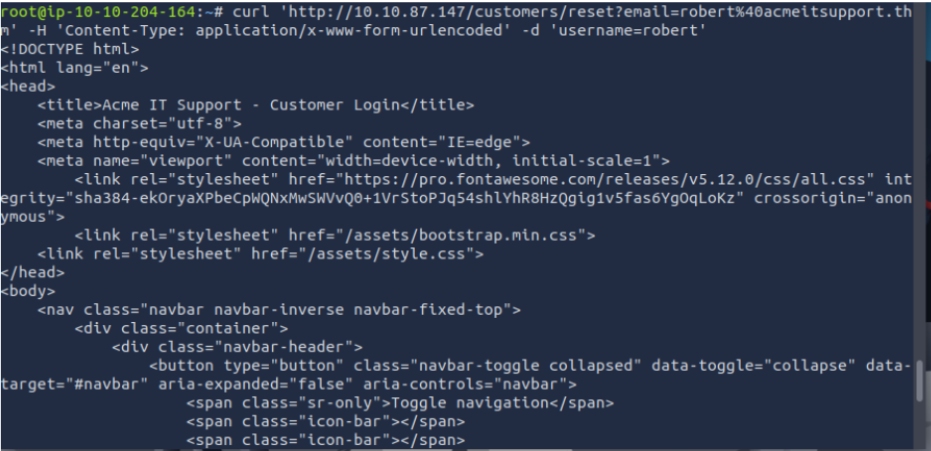 root@ip-10-10-204-164:~# curl 'http://10.10.87.147/customers/reset?email=robert%40acmeitsupport.th
m' -H 'Content-Type: application/x-www-form-urlencoded' -d 'username=robert'
<!DOCTYPE html>
<html lang="en">
<head>
    <title>Acme IT Support - Customer Login</title>
    <meta charset="utf-8">
    <meta http-equiv="X-UA-Compatible" content="IE=edge">
    <meta name="viewport" content="width=device-width, initial-scale=1">
        <link rel="stylesheet" href="https://pro.fontawesome.com/releases/v5.12.0/css/all.css" int
egrity="sha384-ekOryaXPbeCpWQNxMwSWVvQ0+1VrStoPJq54shlYhR8HzQgig1v5fas6YgOqLoKz" crossorigin="anon
ymous">
        <link rel="stylesheet" href="/assets/bootstrap.min.css">
    <link rel="stylesheet" href="/assets/style.css">
</head>
<body>
    <nav class="navbar navbar-inverse navbar-fixed-top">
        <div class="container">
            <div class="navbar-header">
                <button type="button" class="navbar-toggle collapsed" data-toggle="collapse" data-
target="#navbar" aria-expanded="false" aria-controls="navbar">
                    <span class="sr-only">Toggle navigation</span>
                    <span class="icon-bar"></span>
                    <span class="icon-bar"></span>